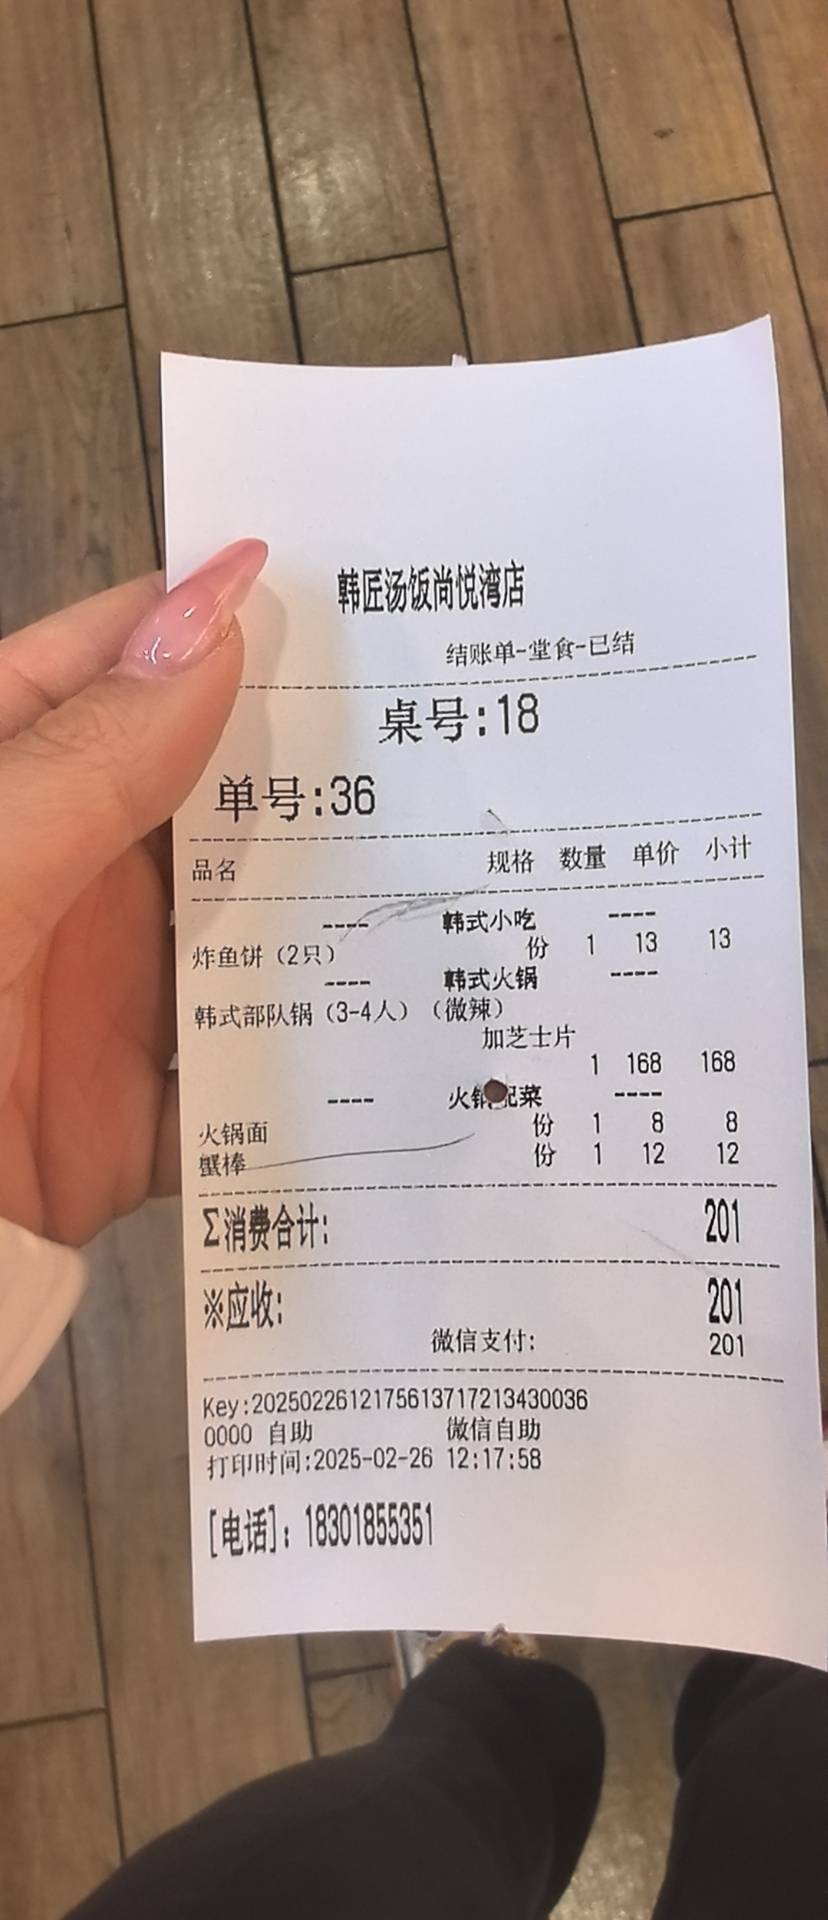 韩匠汤饭尚悦湾店
结账单-堂食-已结
桌号:18
单号:36
品名 规格 数量 单价 小计
---- 韩式小吃 ----
炸鱼饼（2只） 份 1 13 13
---- 韩式火锅 ----
韩式部队锅（3-4人）（微辣）
加芝士片
1 168 168
---- 火锅配菜 ----
火锅面 份 1 8 8
蟹棒 份 1 12 12
Σ消费合计: 201
※应收: 201
微信支付: 201
Key:2025022612175613717213430036
0000 自助 微信自助
打印时间:2025-02-26 12:17:58
[电话]: 18301855351